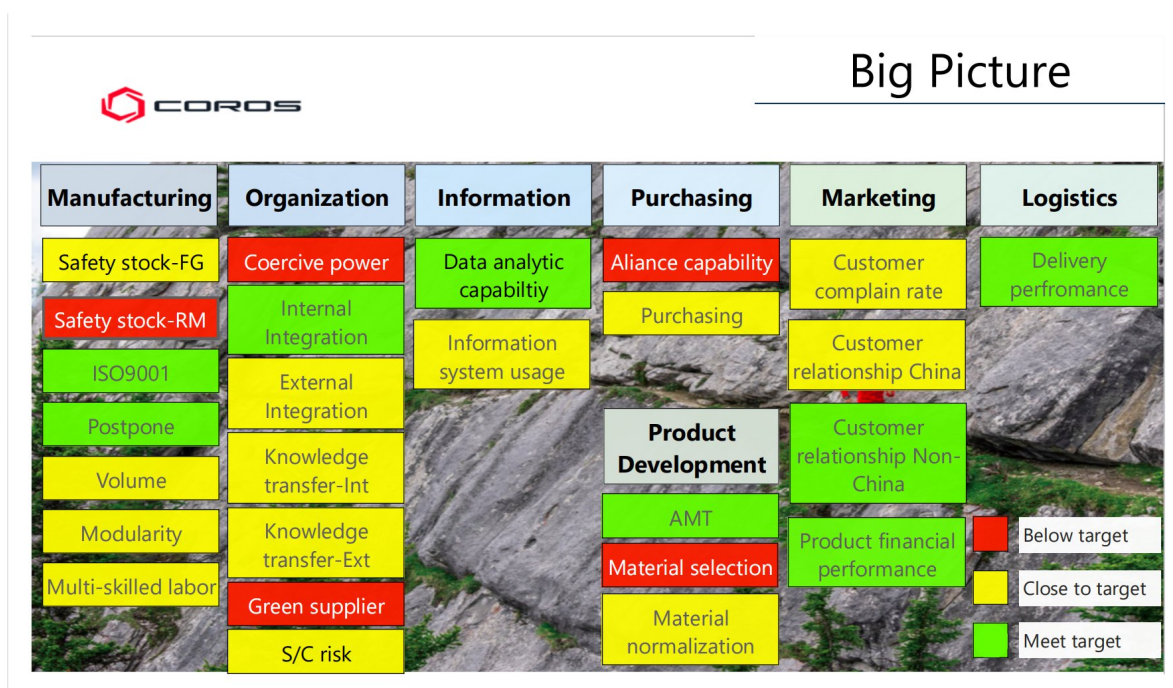 Big Picture
COROS
Manufacturing
Organization
Information
Purchasing
Marketing
Logistics
Safety stock-FG
Safety stock-RM
ISO9001
Postpone
Volume
Modularity
Multi-skilled labor
Coercive power
Internal
Integration
External
Integration
Knowledge
transfer-Int
Knowledge
transfer-Ext
Green supplier
S/C risk
Data analytic
capabiltiy
Information
system usage
Aliance capability
Purchasing
Product
Development
AMT
Material selection
Material
normalization
Customer
complain rate
Customer
relationship China
Customer
relationship Non-
China
Product financial
performance
Delivery
perfromance
Below target
Close to target
Meet target